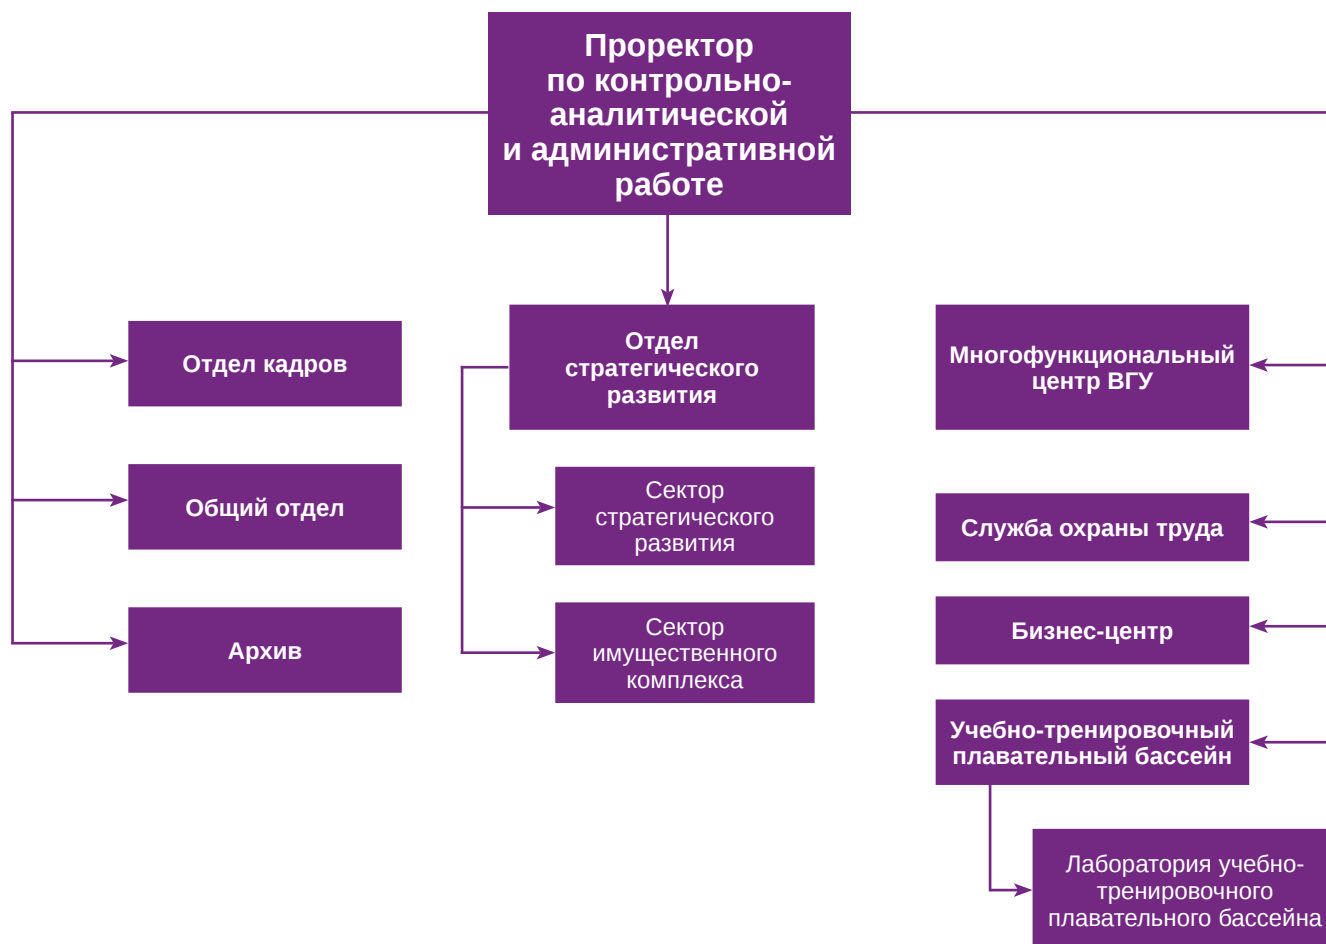 Проректор
по контрольно-
аналитической
и административной
работе
Отдел кадров
Общий отдел
Архив
Отдел
стратегического
развития
Сектор
стратегического
развития
Сектор
имущественного
комплекса
Многофункциональный
центр ВГУ
Служба охраны труда
Бизнес-центр
Учебно-тренировочный
плавательный бассейн
Лаборатория учебно-
тренировочного
плавательного бассейна